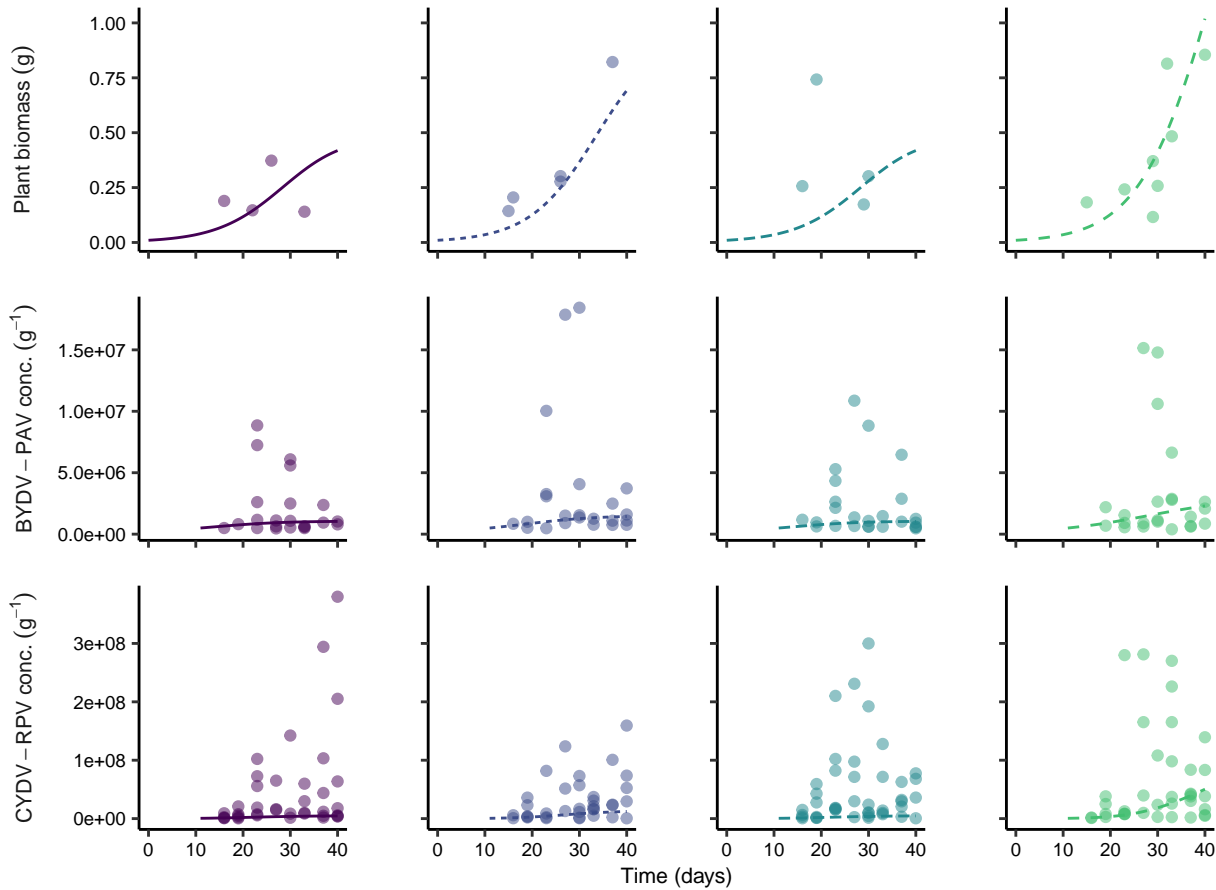 Plant biomass (g)
1.00
0.75
0.50
0.25
0.00
BYDV − PAV conc. (g⁻¹)
1.5e+07
1.0e+07
5.0e+06
0.0e+00
CYDV − RPV conc. (g⁻¹)
3e+08
2e+08
1e+08
0e+00
0 10 20 30 40 0 10 20 30 40 0 10 20 30 40 0 10 20 30 40
Time (days)